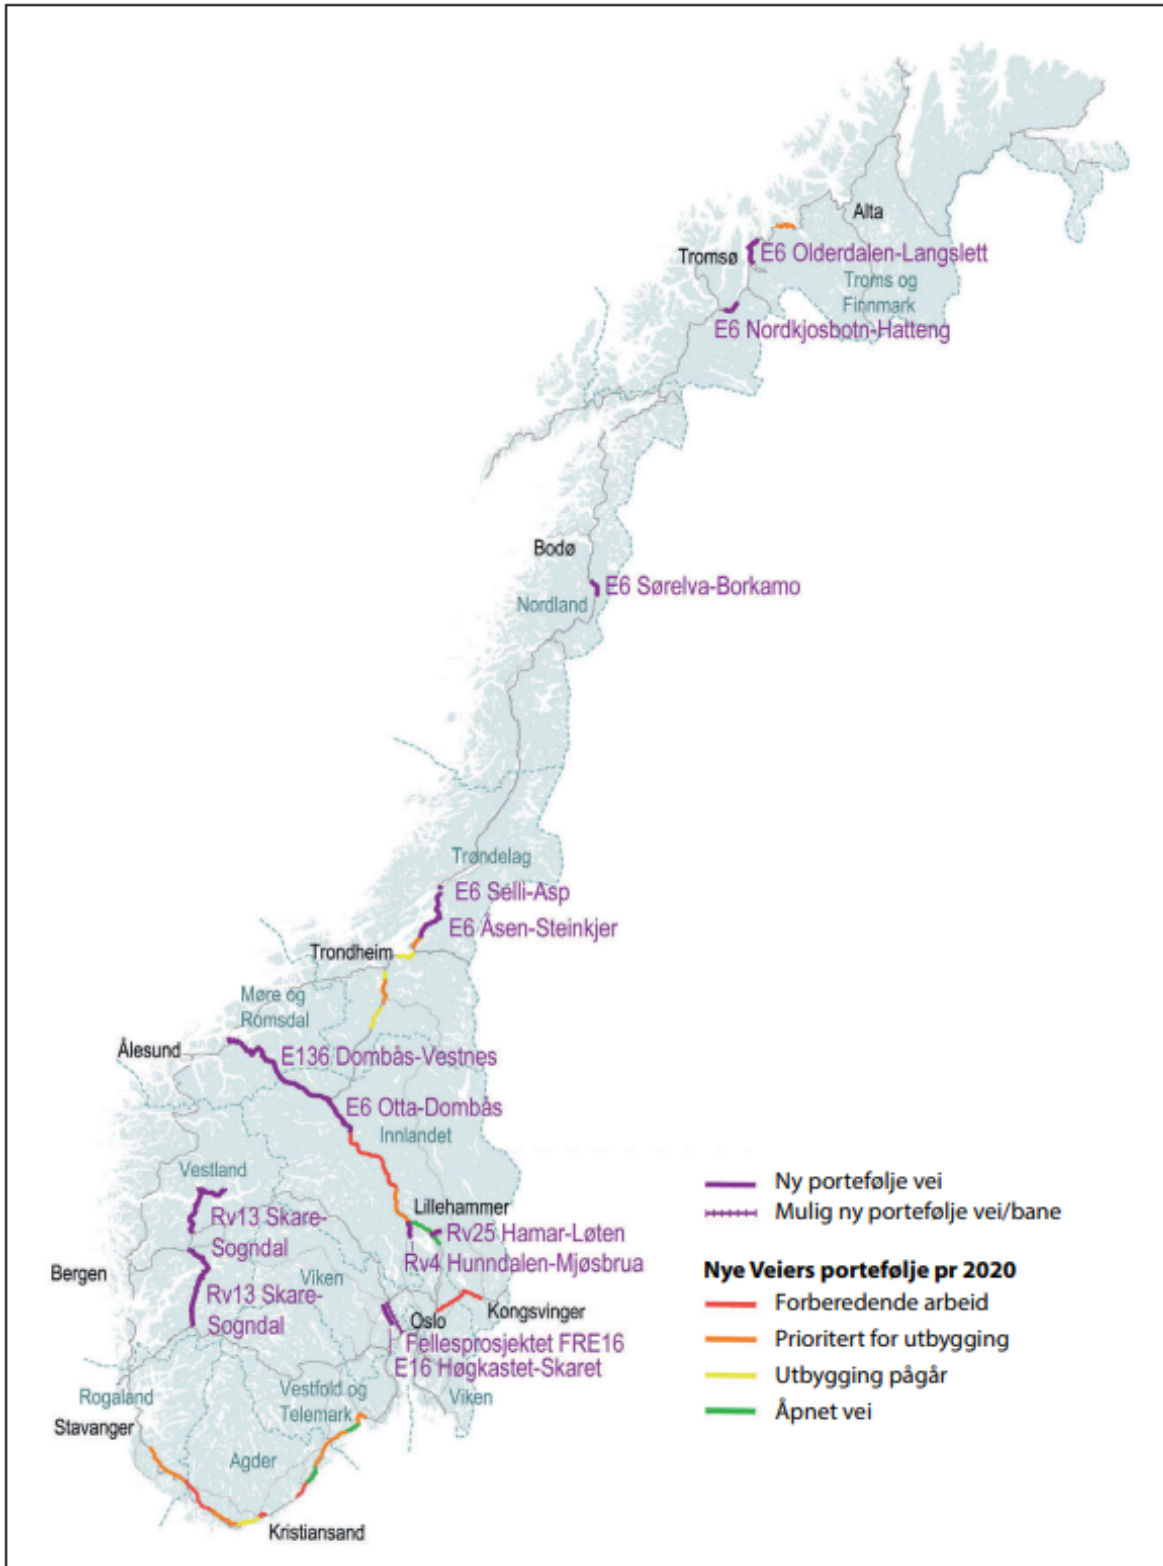 Alta
Tromsø
E6 Olderdalen-Langslett
Troms og
Finnmark
E6 Nordkjosbotn-Hatteng
Bodø
E6 Sørelva-Borkamo
Nordland
Trøndelag
E6 Selli-Asp
E6 Åsen-Steinkjer
Trondheim
Møre og
Romsdal
Ålesund
E136 Dombås-Vestnes
E6 Otta-Dombås
Innlandet
Vestland
Lillehammer
Rv13 Skare-
Sogndal
Rv25 Hamar-Løten
Rv4 Hunndalen-Mjøsbrua
Bergen
Viken
Rv13 Skare-
Sogndal
Kongsvinger
Oslo
Fellesprosjektet FRE16
E16 Høgkastet-Skaret
Rogaland
Vestfold og
Telemark
Viken
Stavanger
Agder
Kristiansand
Ny portefølje vei
Mulig ny portefølje vei/bane
Nye Veiers portefølje pr 2020
Forberedende arbeid
Prioritert for utbygging
Utbygging pågår
Åpnet vei